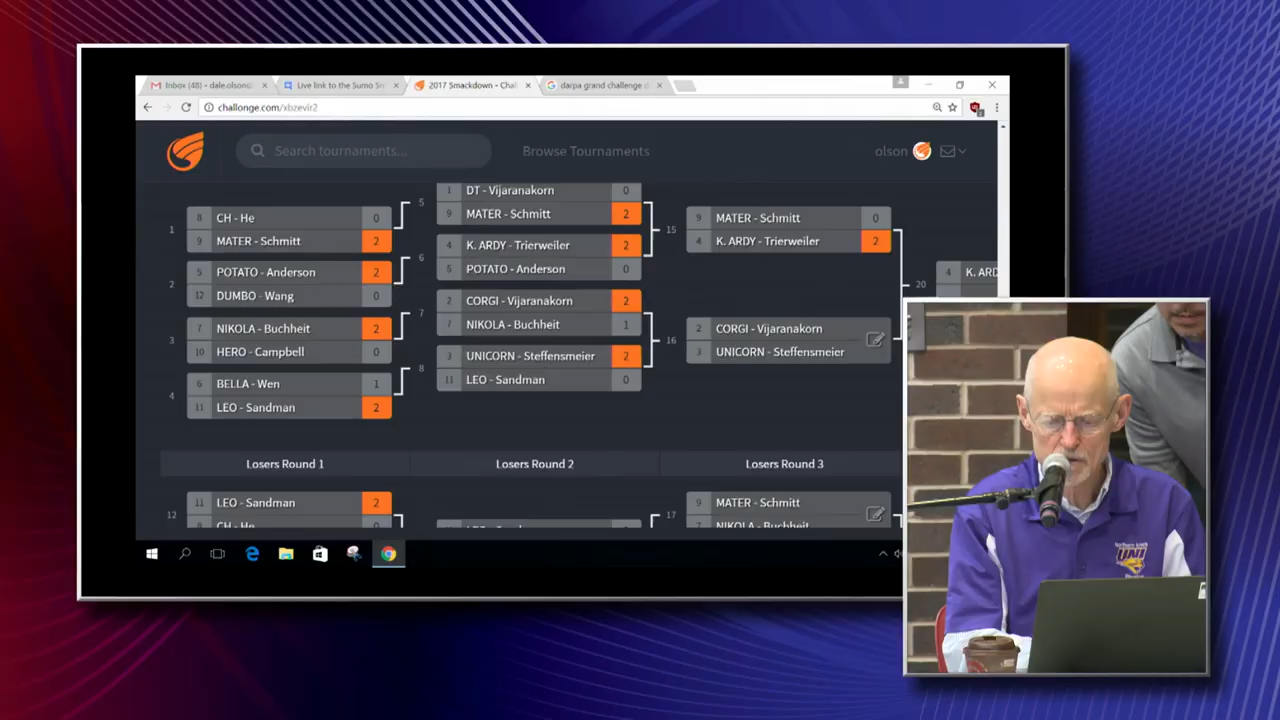 Inbox (48) - dale.olson@
Live link to the Sumo Sm
2017 Smackdown - Chal
darpa grand challenge d
challonge.com/xbzevir2
Search tournaments...
Browse Tournaments
olson
1
8 CH - He 0
9 MATER - Schmitt 2
2
5 POTATO - Anderson 2
12 DUMBO - Wang 0
3
7 NIKOLA - Buchheit 2
10 HERO - Campbell 0
4
6 BELLA - Wen 1
11 LEO - Sandman 2
5
1 DT - Vijaranakorn 0
9 MATER - Schmitt 2
6
4 K. ARDY - Trierweiler 2
5 POTATO - Anderson 0
7
2 CORGI - Vijaranakorn 2
7 NIKOLA - Buchheit 1
8
3 UNICORN - Steffensmeier 2
11 LEO - Sandman 0
15
9 MATER - Schmitt 0
4 K. ARDY - Trierweiler 2
16
2 CORGI - Vijaranakorn
3 UNICORN - Steffensmeier
20
4 K. ARD
Losers Round 1
Losers Round 2
Losers Round 3
12
11 LEO - Sandman 2
8 CH - He 0
17
9 MATER - Schmitt
7 NIKOLA - Buchheit
UNI